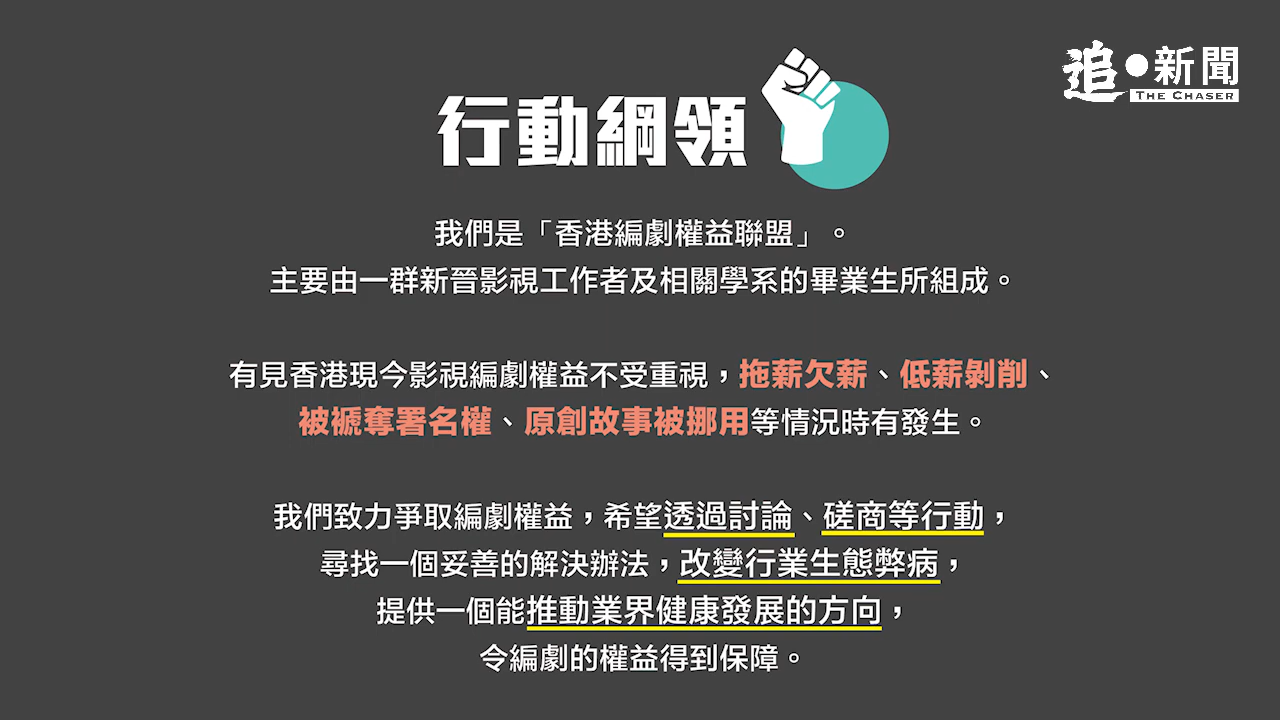 追●新聞
THE CHASER
行動綱領
我們是「香港編劇權益聯盟」。
主要由一群新晉影視工作者及相關學系的畢業生所組成。
有見香港現今影視編劇權益不受重視，拖薪欠薪、低薪剝削、
被褫奪署名權、原創故事被挪用等情況時有發生。
我們致力爭取編劇權益，希望透過討論、磋商等行動，
尋找一個妥善的解決辦法，改變行業生態弊病，
提供一個能推動業界健康發展的方向，
令編劇的權益得到保障。